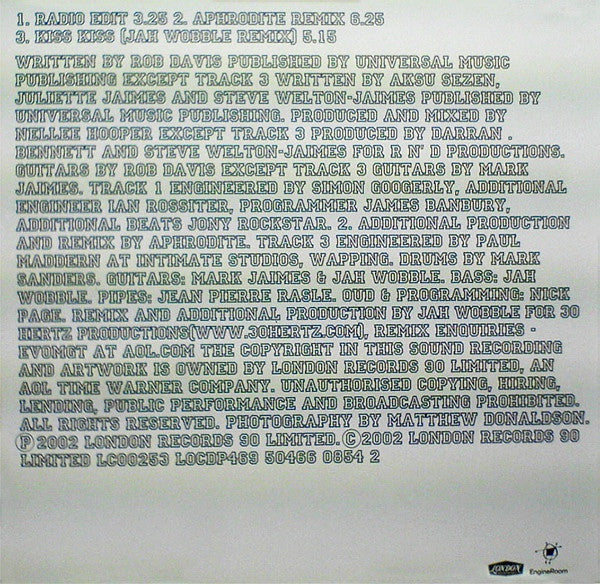 1. RADIO EDIT 3.25 2. APHRODITE REMIX 6.25
3. KISS KISS (JAH WOBBLE REMIX) 5.15
WRITTEN BY ROB DAVIS PUBLISHED BY UNIVERSAL MUSIC
PUBLISHING EXCEPT TRACK 3 WRITTEN BY AKSU SEZEN,
JULIETTE JAIMES AND STEVE WELTON-JAIMES PUBLISHED BY
UNIVERSAL MUSIC PUBLISHING. PRODUCED AND MIXED BY
NELLEE HOOPER EXCEPT TRACK 3 PRODUCED BY DARRAN .
BENNETT AND STEVE WELTON-JAIMES FOR R N' D PRODUCTIONS.
GUITARS BY ROB DAVIS EXCEPT TRACK 3 GUITARS BY MARK
JAIMES. TRACK 1 ENGINEERED BY SIMON GOOGERLY, ADDITIONAL
ENGINEER IAN ROSSITER, PROGRAMMER JAMES BANBURY,
ADDITIONAL BEATS JONY ROCKSTAR. 2. ADDITIONAL PRODUCTION
AND REMIX BY APHRODITE. TRACK 3 ENGINEERED BY PAUL
MADDERN AT INTIMATE STUDIOS, WAPPING. DRUMS BY MARK
SANDERS. GUITARS: MARK JAIMES & JAH WOBBLE. BASS: JAH
WOBBLE. PIPES: JEAN PIERRE RASLE. OUD & PROGRAMMING: NICK
PAGE. REMIX AND ADDITIONAL PRODUCTION BY JAH WOBBLE FOR 30
HERTZ PRODUCTIONS(WWW.30HERTZ.COM), REMIX ENQUIRIES -
EVOMGT AT AOL.COM THE COPYRIGHT IN THIS SOUND RECORDING
AND ARTWORK IS OWNED BY LONDON RECORDS 90 LIMITED, AN
AOL TIME WARNER COMPANY. UNAUTHORISED COPYING, HIRING,
LENDING, PUBLIC PERFORMANCE AND BROADCASTING PROHIBITED.
ALL RIGHTS RESERVED. PHOTOGRAPHY BY MATTHEW DONALDSON.
Ⓟ 2002 LONDON RECORDS 90 LIMITED. © 2002 LONDON RECORDS 90
LIMITED LC00253 LOCDP469 50466 0854 2
LONDON
EngineRoom